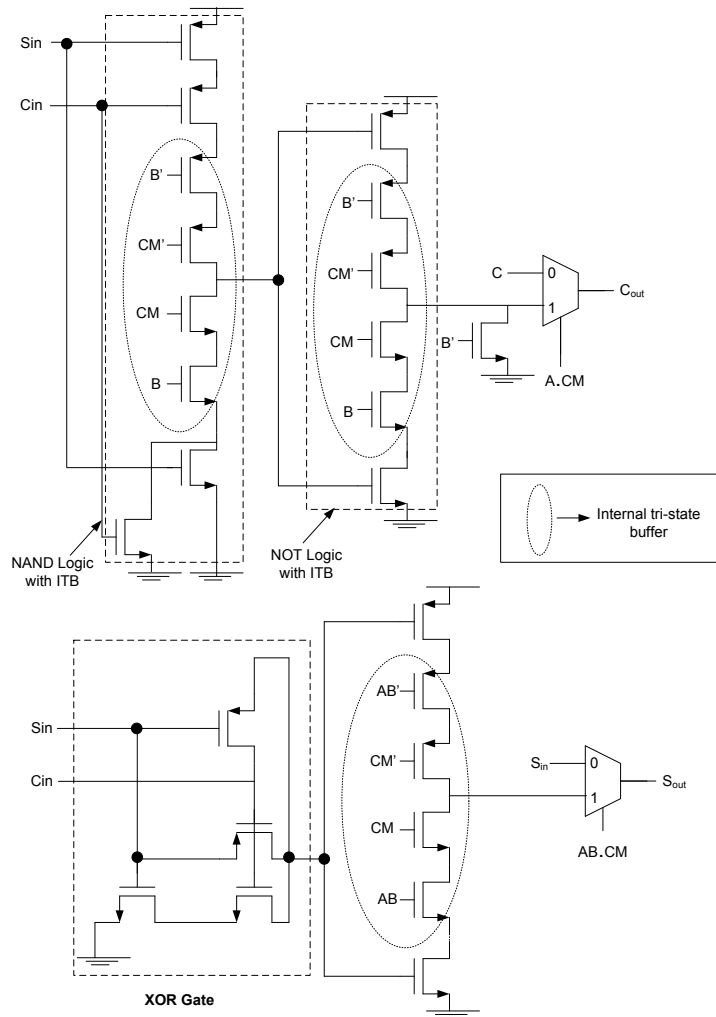 Sin
Cin
B'
CM'
CM
B
NAND Logic
with ITB
B'
CM'
CM
B
NOT Logic
with ITB
C
0
1
Cout
B'
A.CM
Internal tri-state
buffer
Sin
Cin
XOR Gate
AB'
CM'
CM
AB
Sin
0
1
Sout
AB.CM